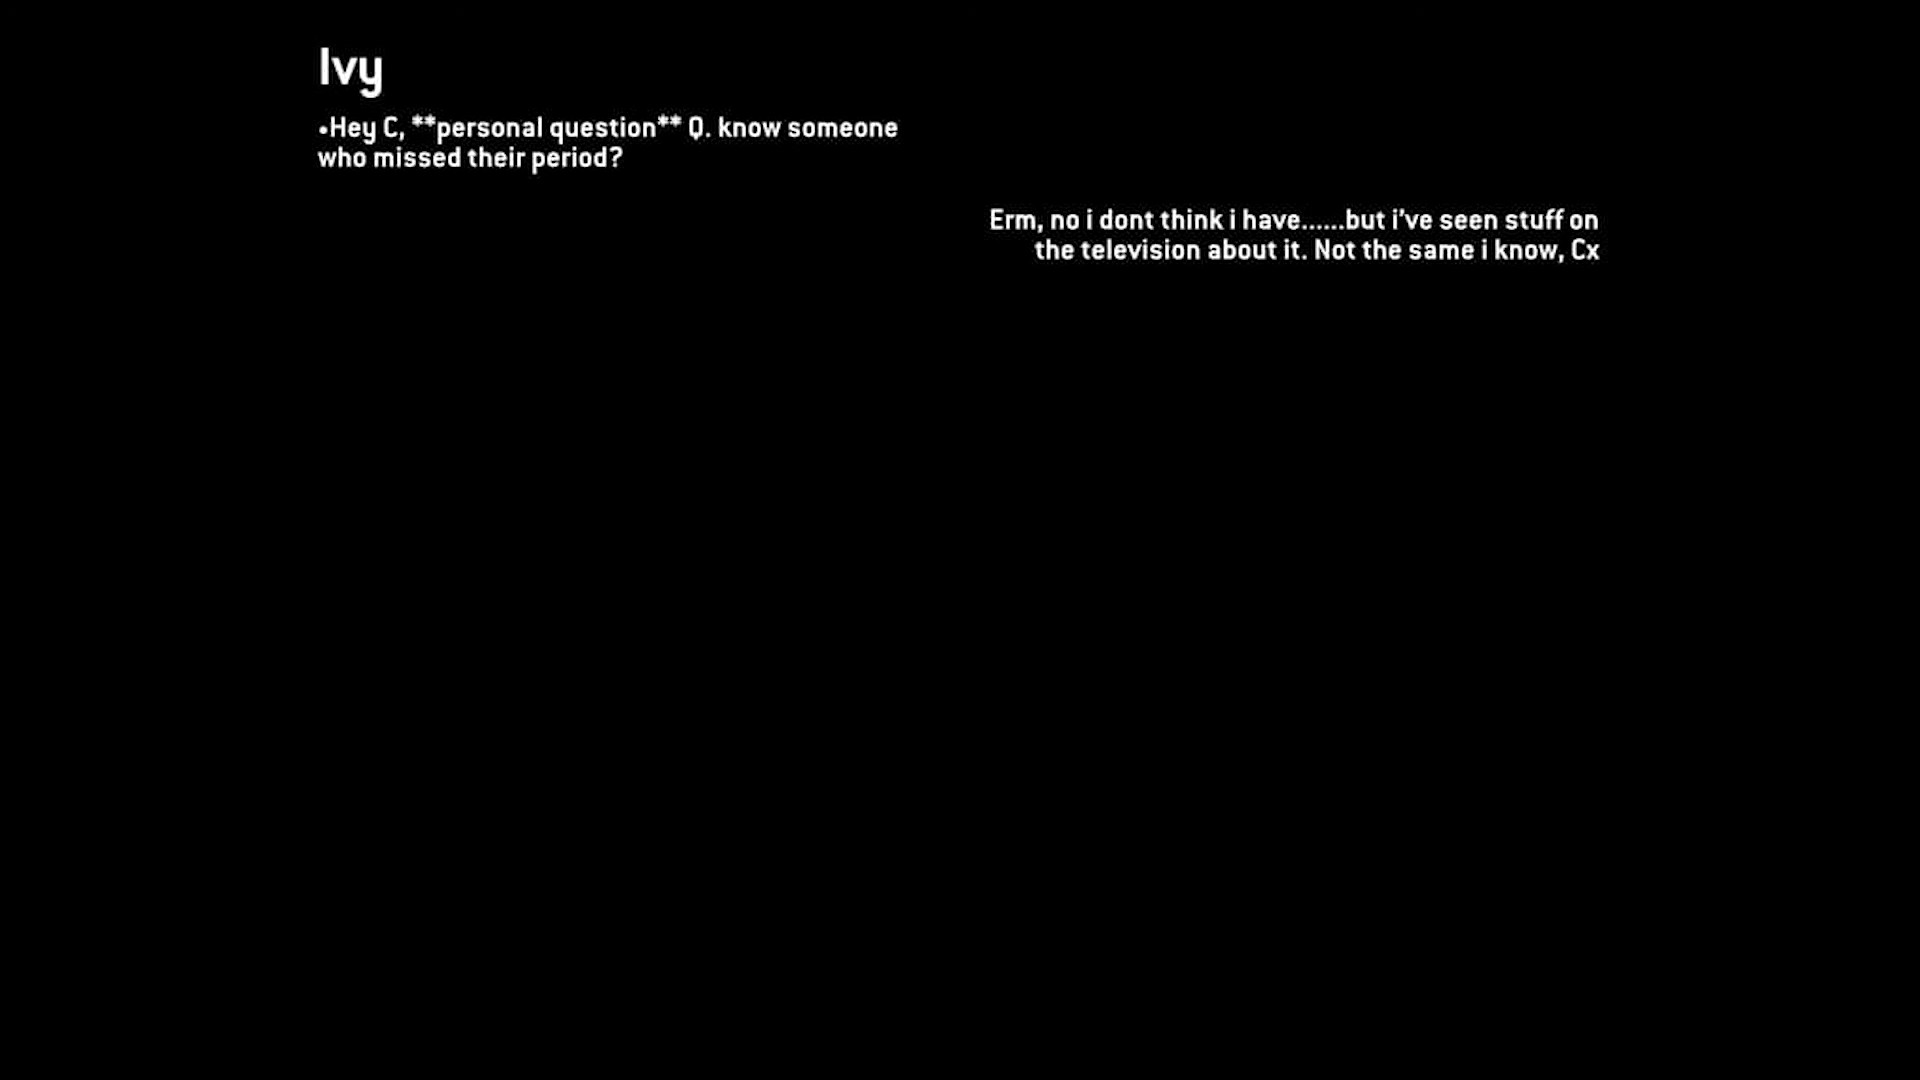 Ivy
•Hey C, **personal question** Q. know someone
who missed their period?
Erm, no i dont think i have......but i've seen stuff on
the television about it. Not the same i know, Cx